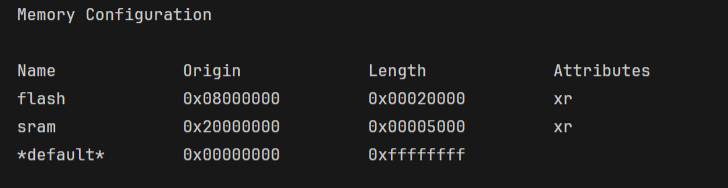 Memory Configuration
Name Origin Length Attributes
flash 0x08000000 0x00020000 xr
sram 0x20000000 0x00005000 xr
*default* 0x00000000 0xffffffff